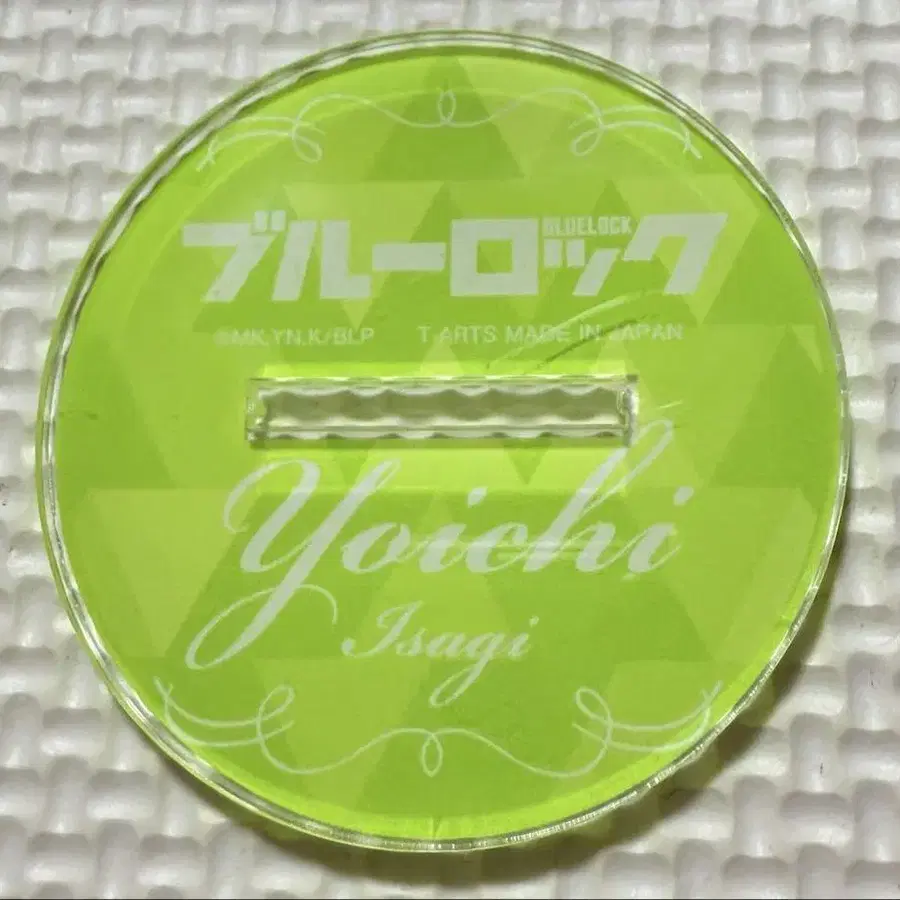 ブルーロック
BLUELOCK
©MK,YN,K/BLP T ARTS MADE IN JAPAN
Yoichi
Isagi